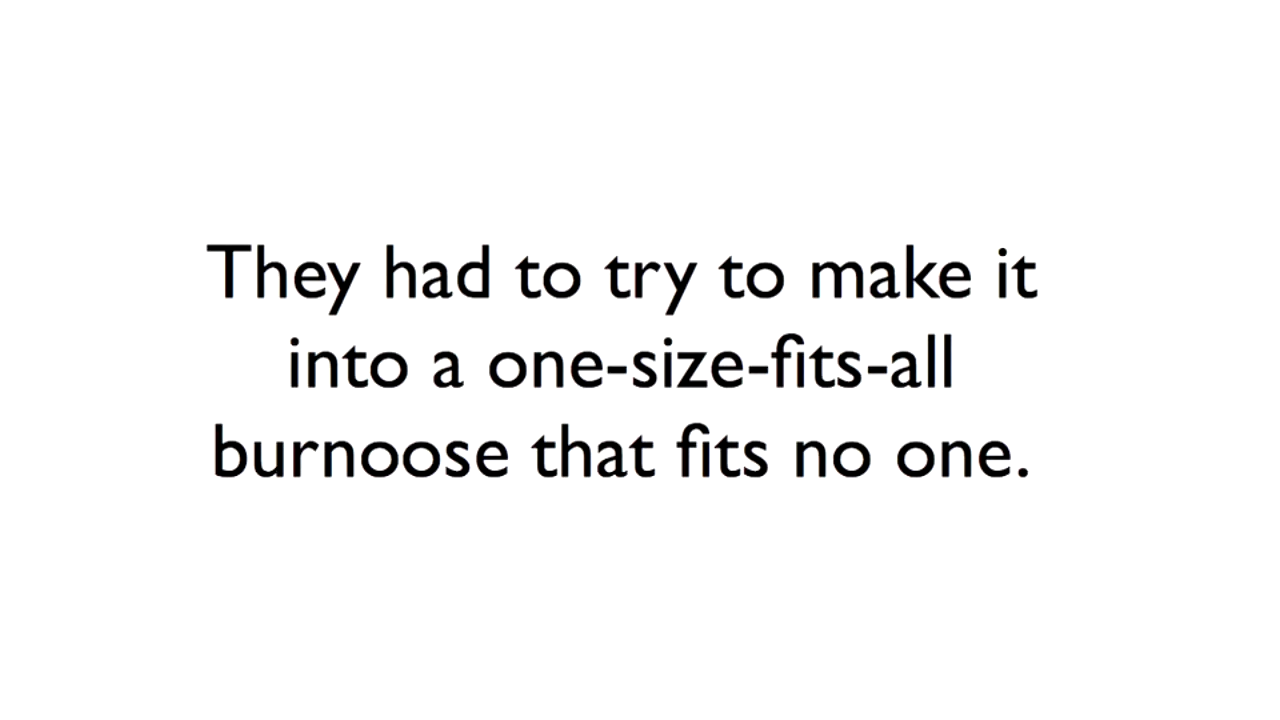 They had to try to make it
into a one-size-fits-all
burnoose that fits no one.